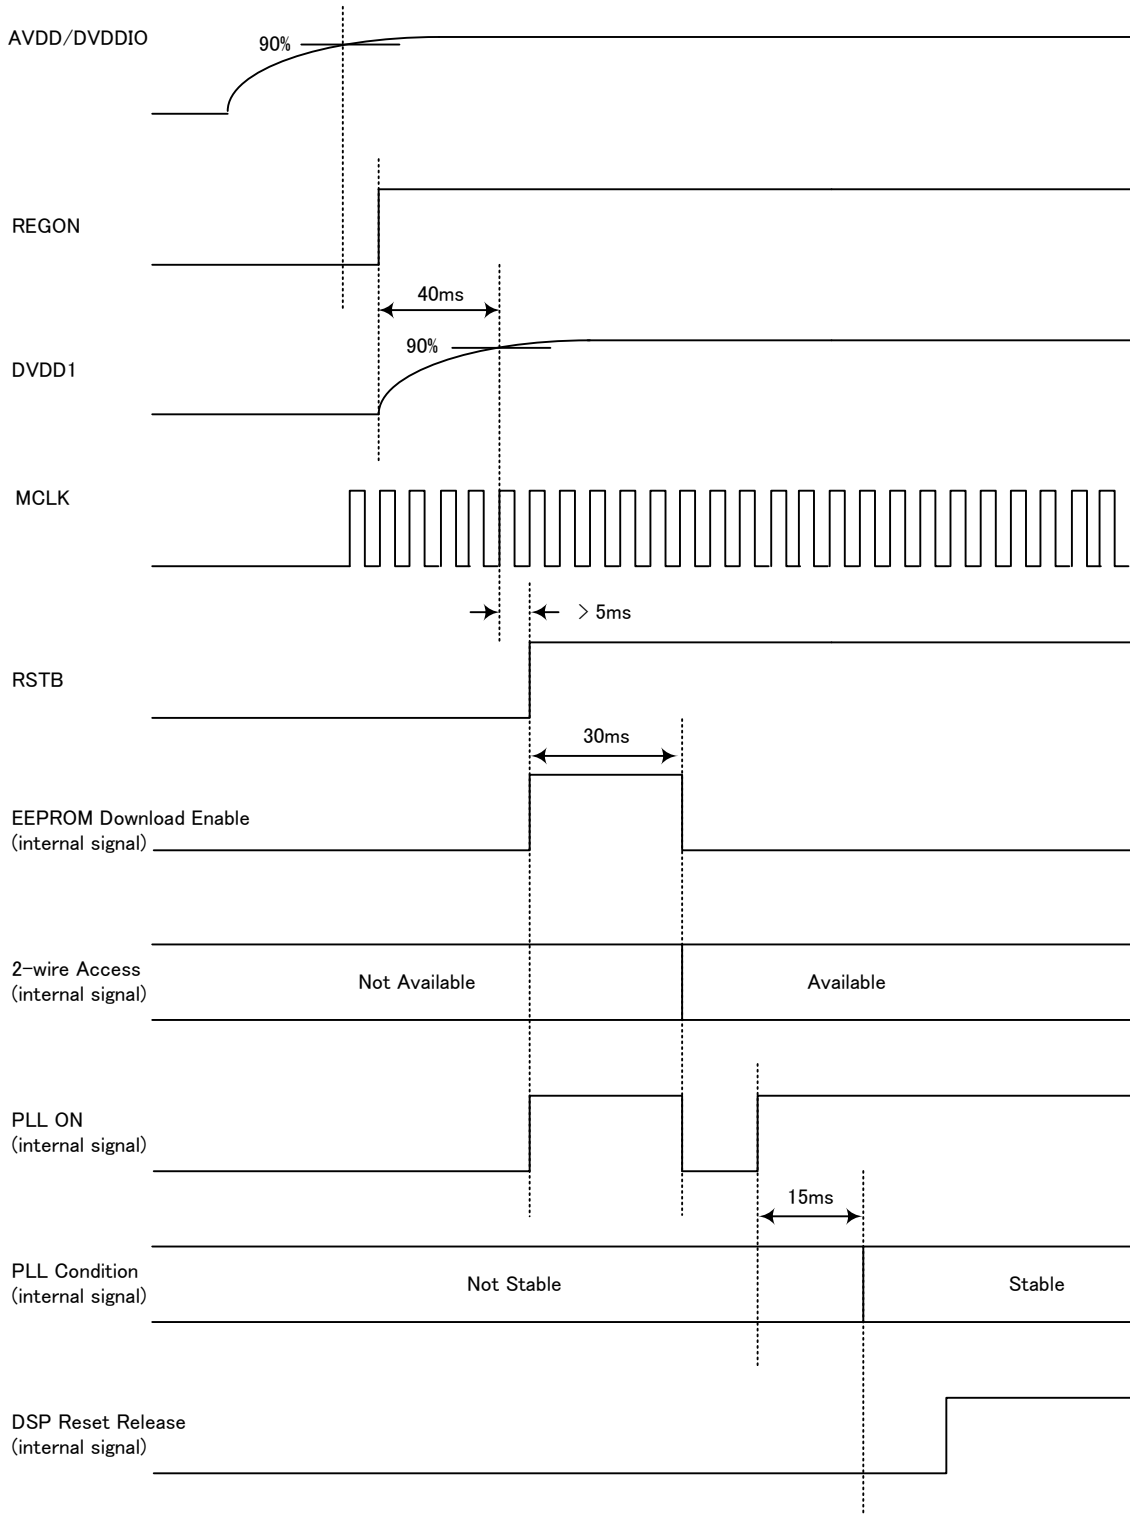 AVDD/DVDDIO
90%
REGON
40ms
90%
DVDD1
MCLK
> 5ms
RSTB
30ms
EEPROM Download Enable
(internal signal)
2-wire Access
(internal signal)
Not Available
Available
PLL ON
(internal signal)
15ms
PLL Condition
(internal signal)
Not Stable
Stable
DSP Reset Release
(internal signal)